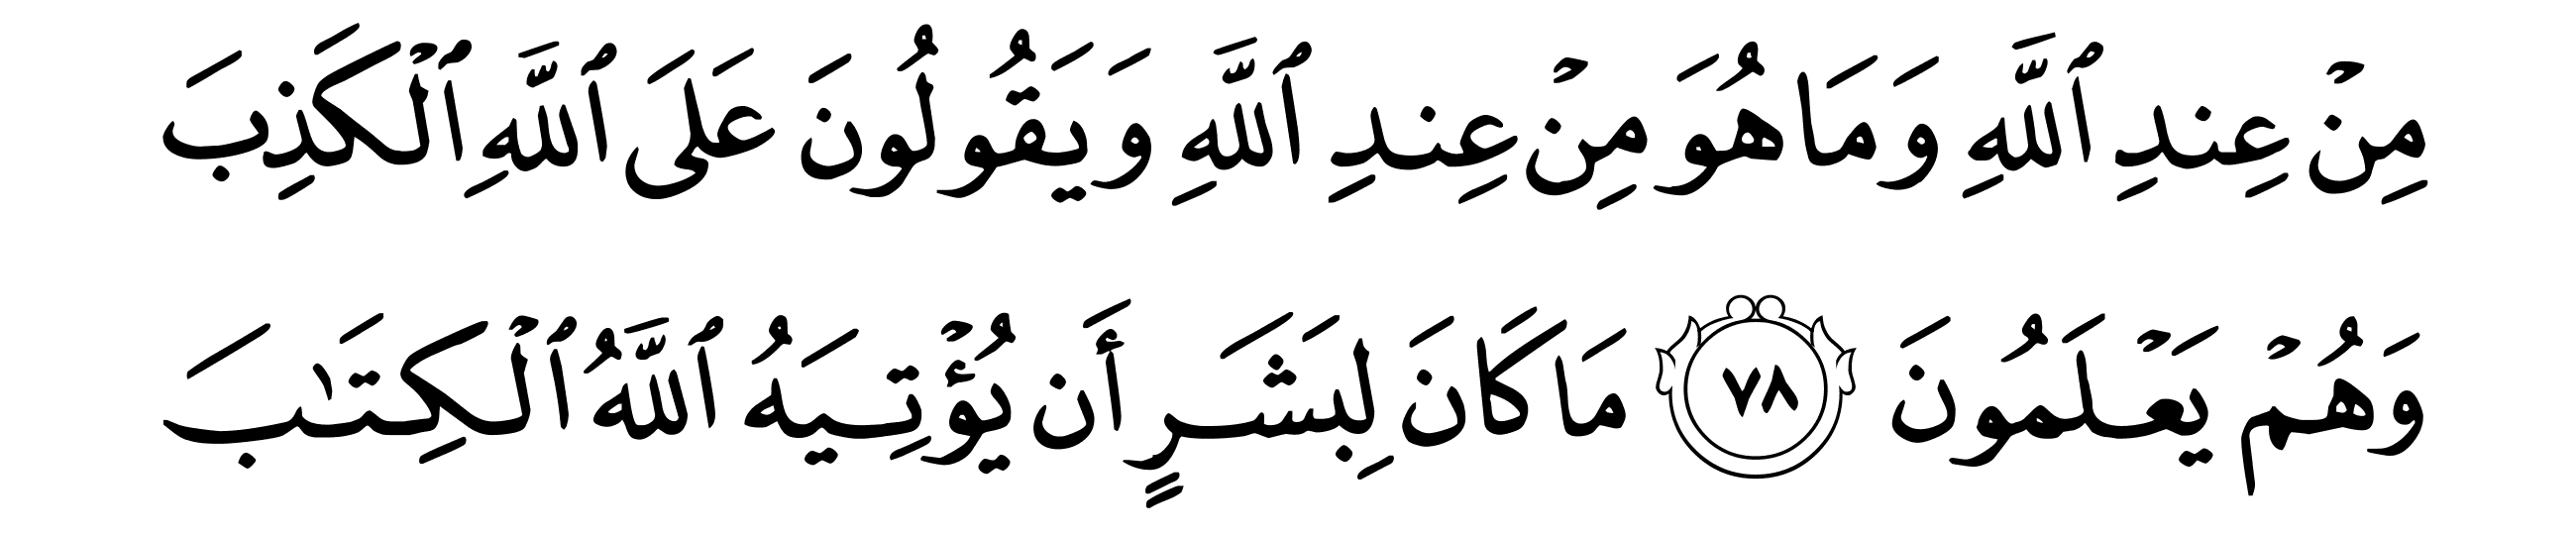 مِنۡ عِندِ ٱللَّهِ وَمَا هُوَ مِنۡ عِندِ ٱللَّهِ وَيَقُولُونَ عَلَى ٱللَّهِ ٱلۡكَذِبَ
وَهُمۡ يَعۡلَمُونَ ٧٨ مَا كَانَ لِبَشَرٍ أَن يُؤۡتِيَهُ ٱللَّهُ ٱلۡكِتَٰبَ